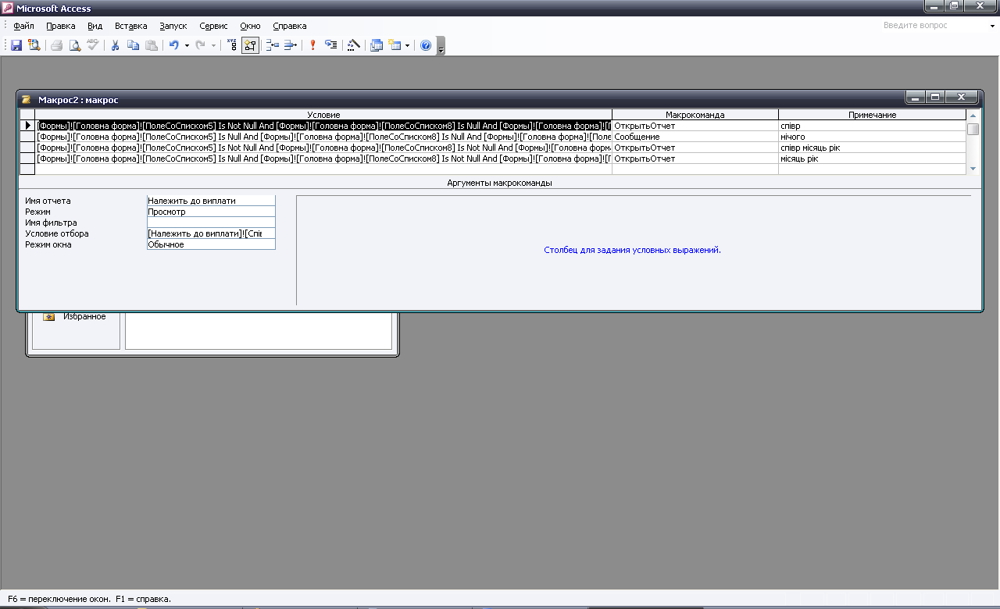 Microsoft Access
Файл Правка Вид Вставка Запуск Сервис Окно Справка Введите вопрос
Макрос2 : макрос
Условие Макрокоманда Примечание
[Формы]![Головна форма]![ПолеСоСписком5] Is Not Null And [Формы]![Головна форма]![ПолеСоСписком8] Is Null And [Формы]![Головна форма]![ ОткрытьОтчет співр
[Формы]![Головна форма]![ПолеСоСписком5] Is Null And [Формы]![Головна форма]![ПолеСоСписком8] Is Null And [Формы]![Головна форма]![Поле Сообщение нічого
[Формы]![Головна форма]![ПолеСоСписком5] Is Not Null And [Формы]![Головна форма]![ПолеСоСписком8] Is Not Null And [Формы]![Головна форма ОткрытьОтчет співр місяць рік
[Формы]![Головна форма]![ПолеСоСписком5] Is Null And [Формы]![Головна форма]![ПолеСоСписком8] Is Not Null And [Формы]![Головна форма]![ ОткрытьОтчет місяць рік
Аргументы макрокоманды
Имя отчета Належить до виплати
Режим Просмотр
Имя фильтра
Условие отбора [Належить до виплати]![Спів
Режим окна Обычное
Столбец для задания условных выражений.
Избранное
F6 = переключение окон. F1 = справка.